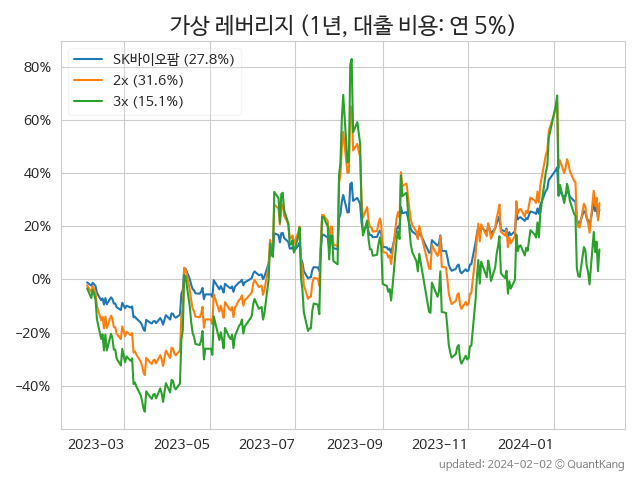 가상 레버리지 (1년, 대출 비용: 연 5%)
SK바이오팜 (27.8%)
2x (31.6%)
3x (15.1%)
80%
60%
40%
20%
0%
−20%
−40%
2023-03 2023-05 2023-07 2023-09 2023-11 2024-01
updated: 2024-02-02 © QuantKang